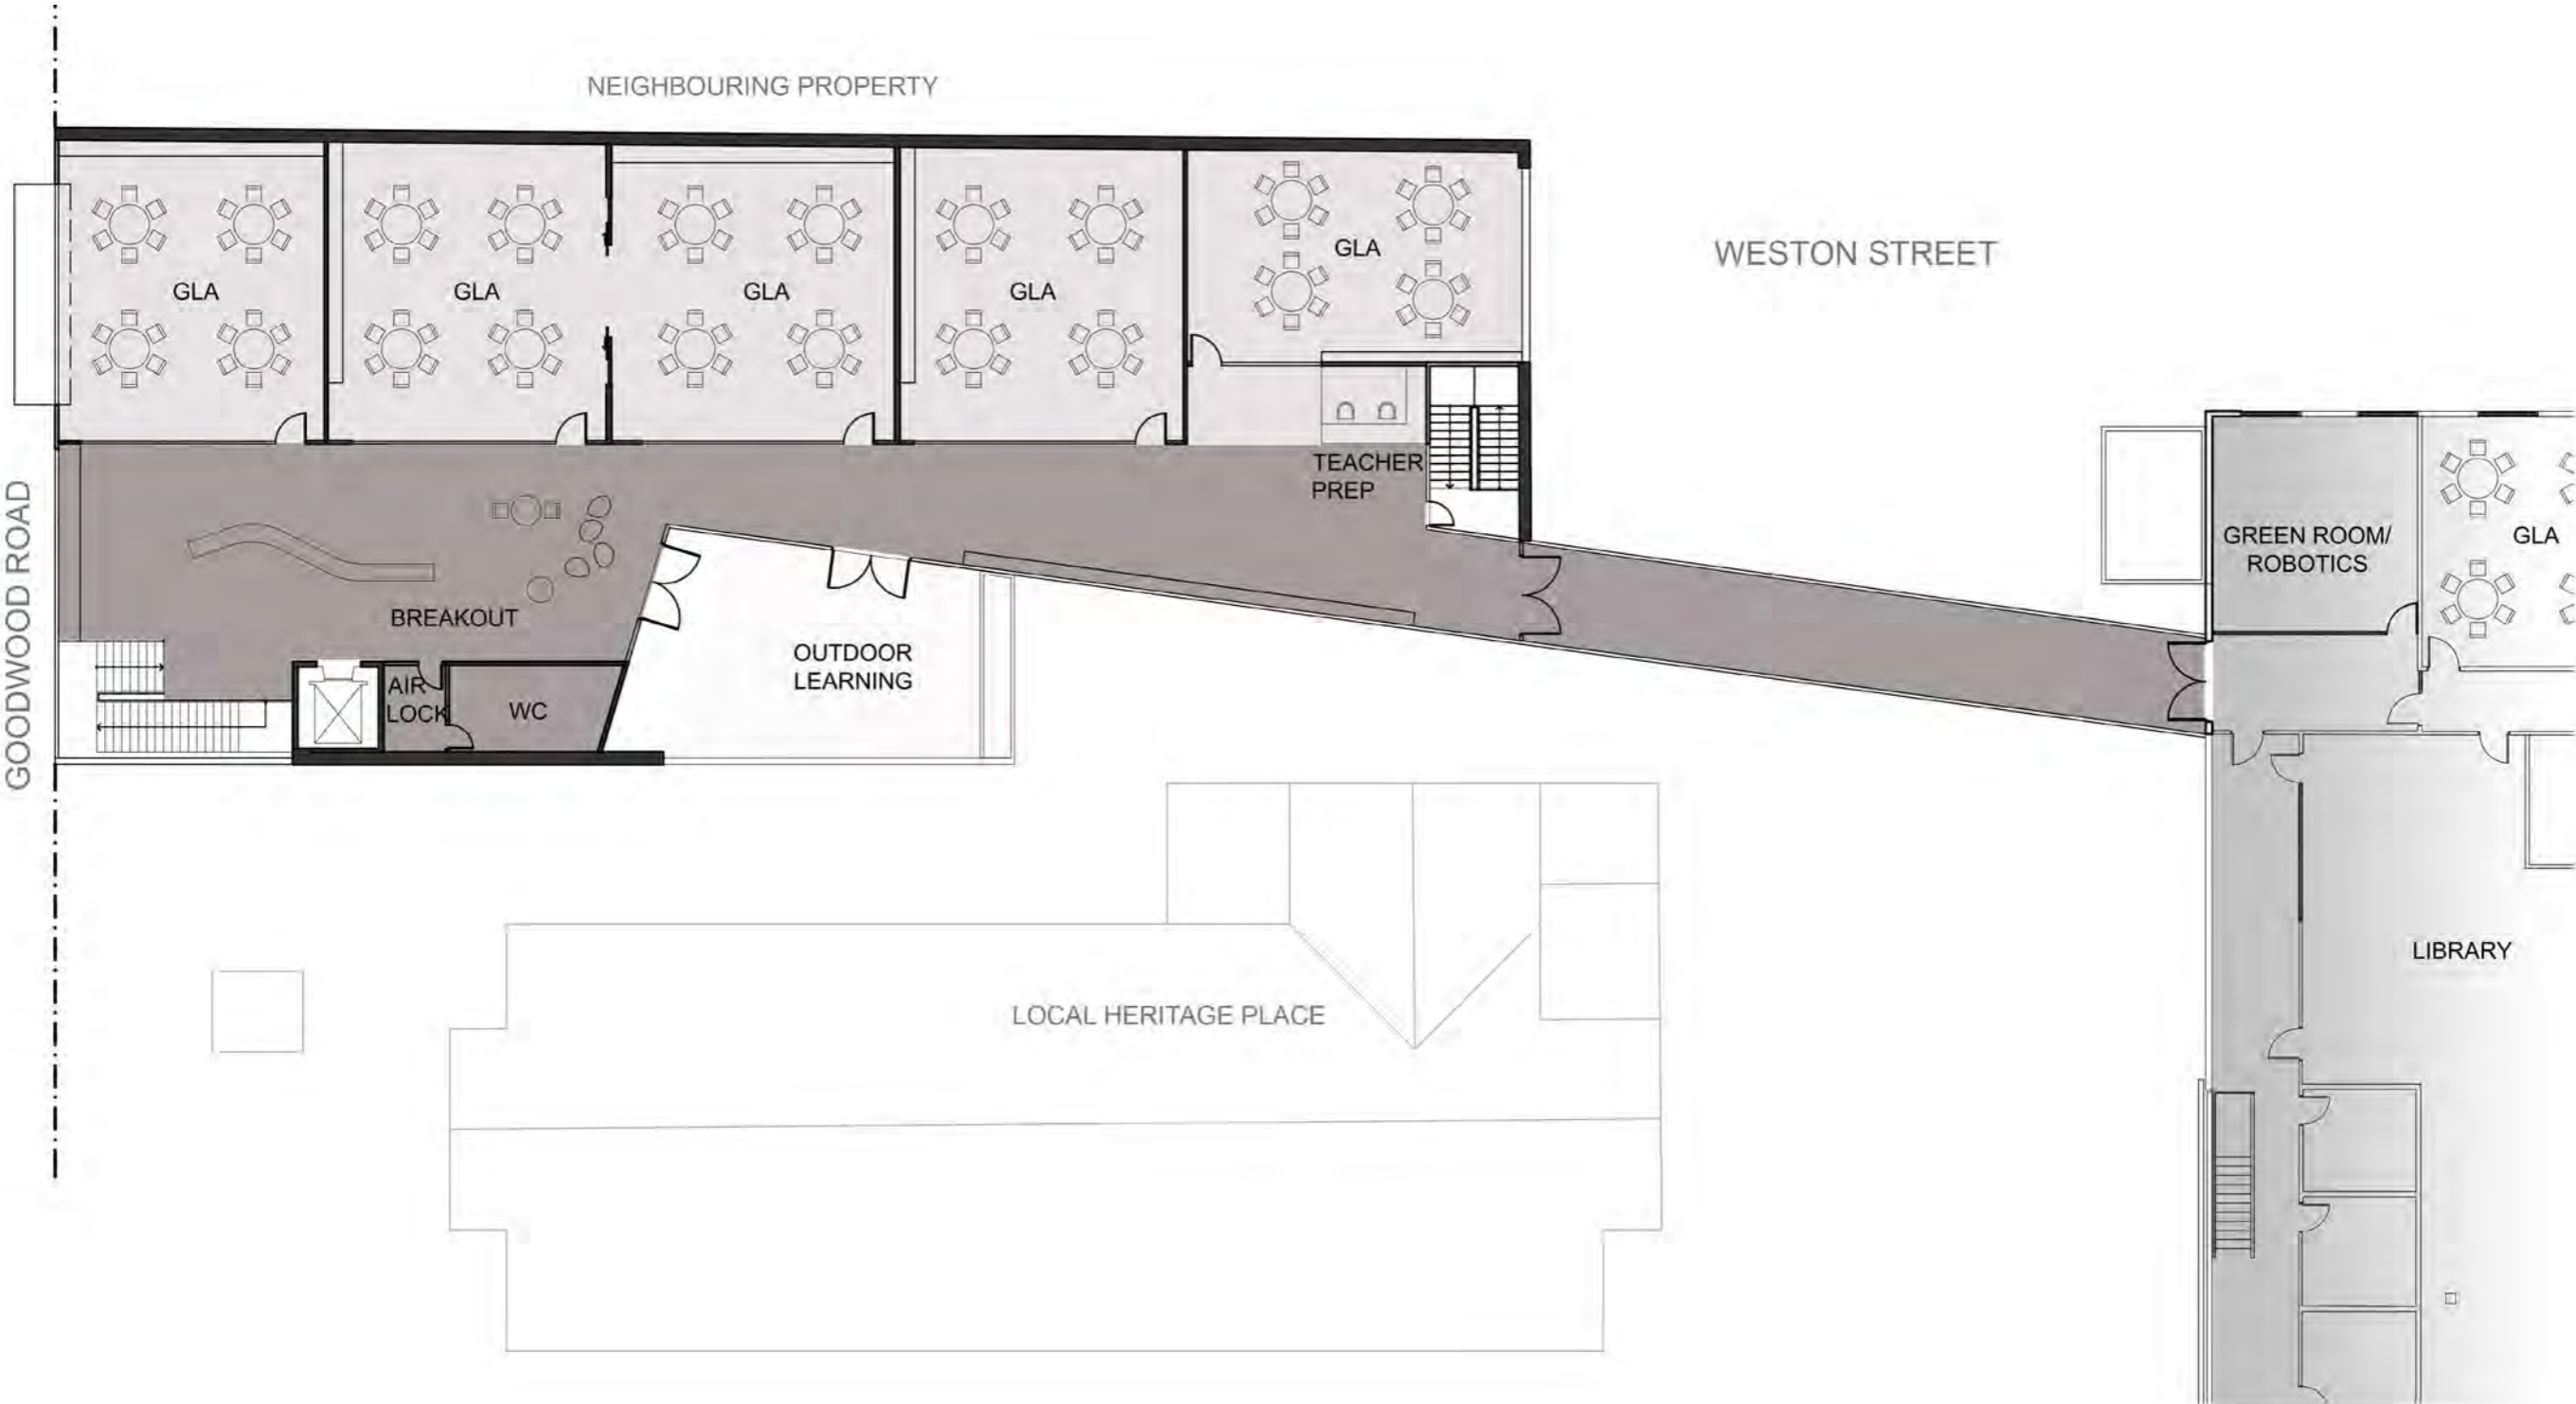 NEIGHBOURING PROPERTY
WESTON STREET
GLA
GLA
GLA
GLA
GLA
TEACHER
PREP
GOODWOOD ROAD
BREAKOUT
AIR
LOCK
WC
OUTDOOR
LEARNING
GREEN ROOM/
ROBOTICS
GLA
LIBRARY
LOCAL HERITAGE PLACE